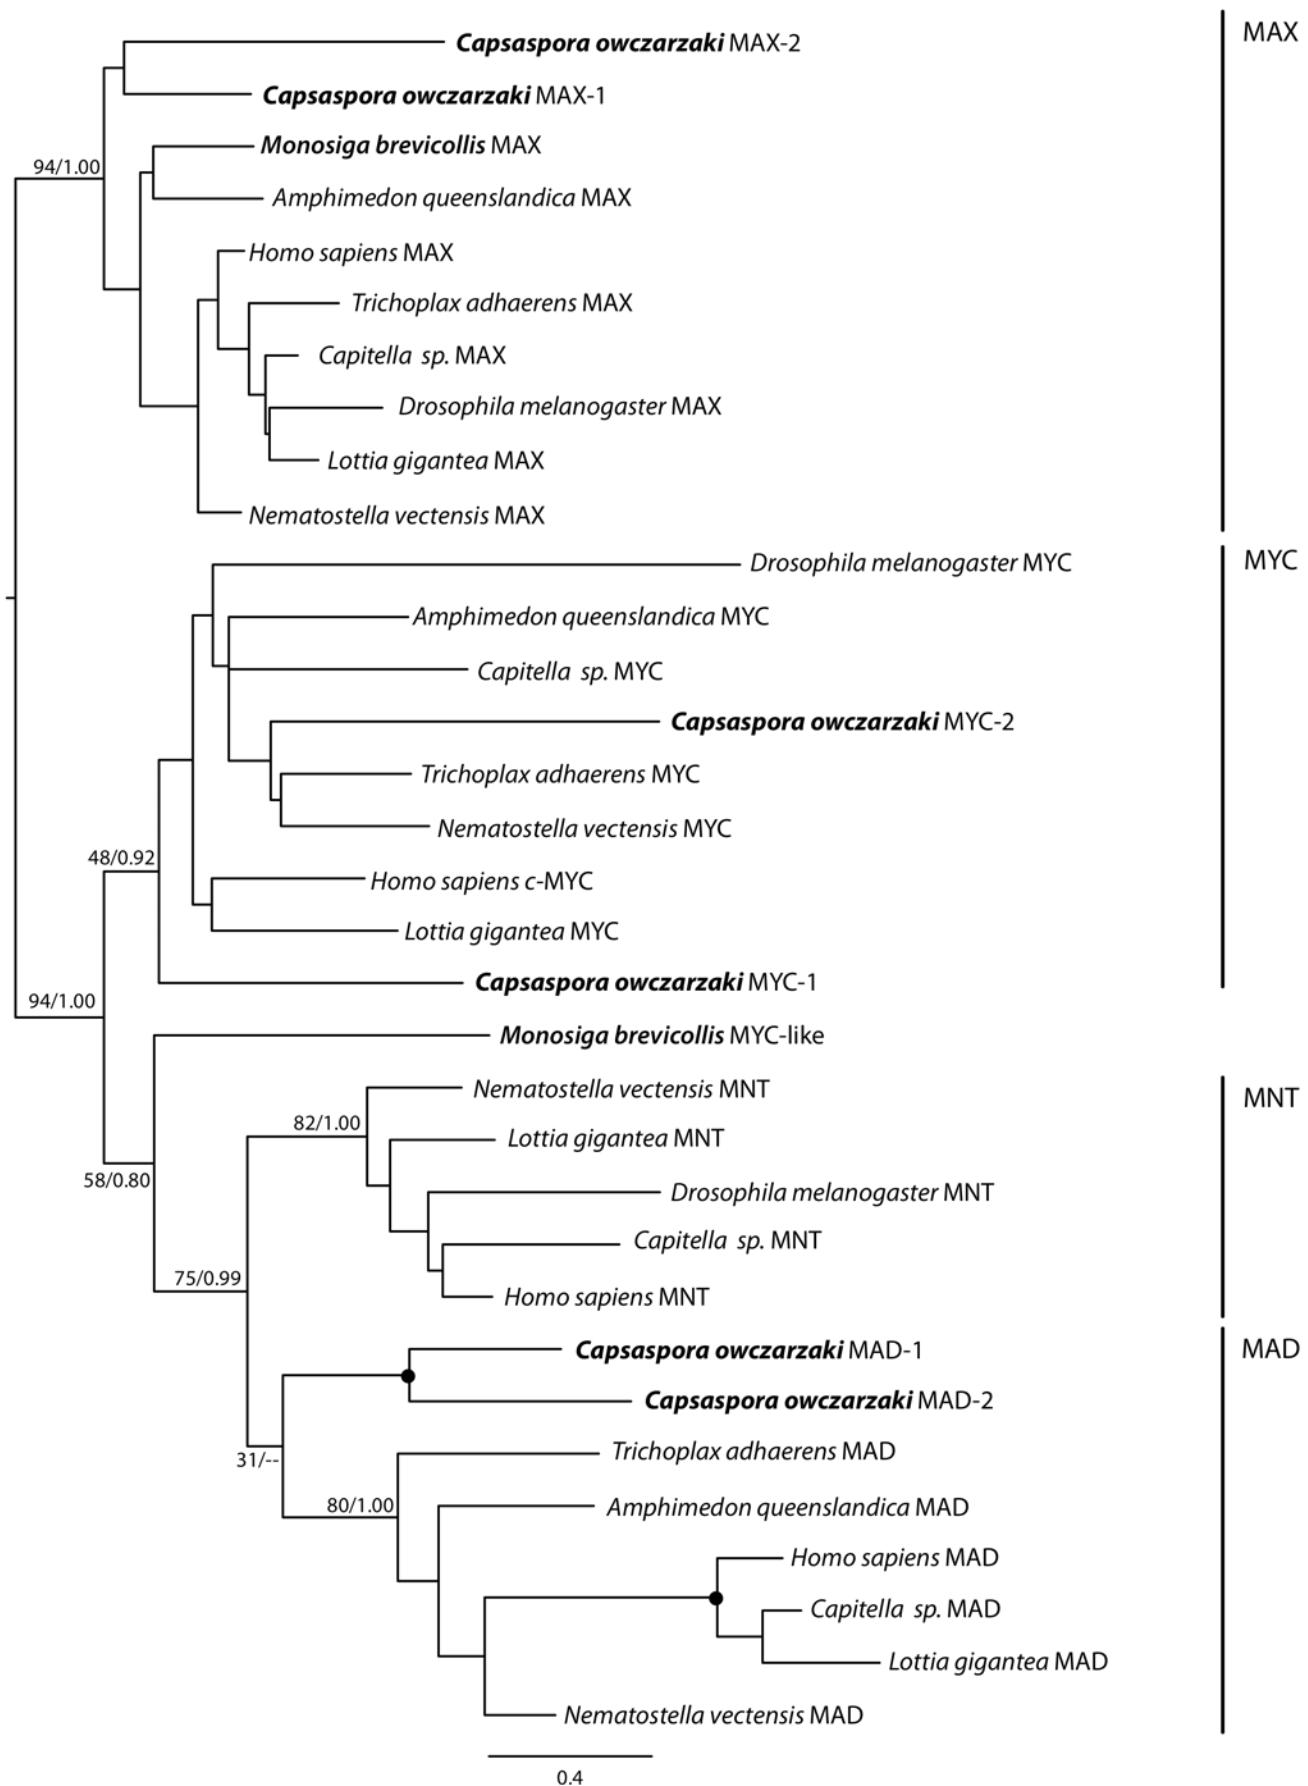 MAX
Capsaspora owczarzaki MAX-2
Capsaspora owczarzaki MAX-1
Monosiga brevicollis MAX
94/1.00
Amphimedon queenslandica MAX
Homo sapiens MAX
Trichoplax adhaerens MAX
Capitella sp. MAX
Drosophila melanogaster MAX
Lottia gigantea MAX
Nematostella vectensis MAX
MYC
Drosophila melanogaster MYC
Amphimedon queenslandica MYC
Capitella sp. MYC
Capsaspora owczarzaki MYC-2
Trichoplax adhaerens MYC
Nematostella vectensis MYC
48/0.92
Homo sapiens c-MYC
Lottia gigantea MYC
Capsaspora owczarzaki MYC-1
94/1.00
Monosiga brevicollis MYC-like
Nematostella vectensis MNT
MNT
82/1.00
Lottia gigantea MNT
58/0.80
Drosophila melanogaster MNT
Capitella sp. MNT
75/0.99
Homo sapiens MNT
Capsaspora owczarzaki MAD-1
MAD
Capsaspora owczarzaki MAD-2
Trichoplax adhaerens MAD
31/--
80/1.00
Amphimedon queenslandica MAD
Homo sapiens MAD
Capitella sp. MAD
Lottia gigantea MAD
Nematostella vectensis MAD
0.4